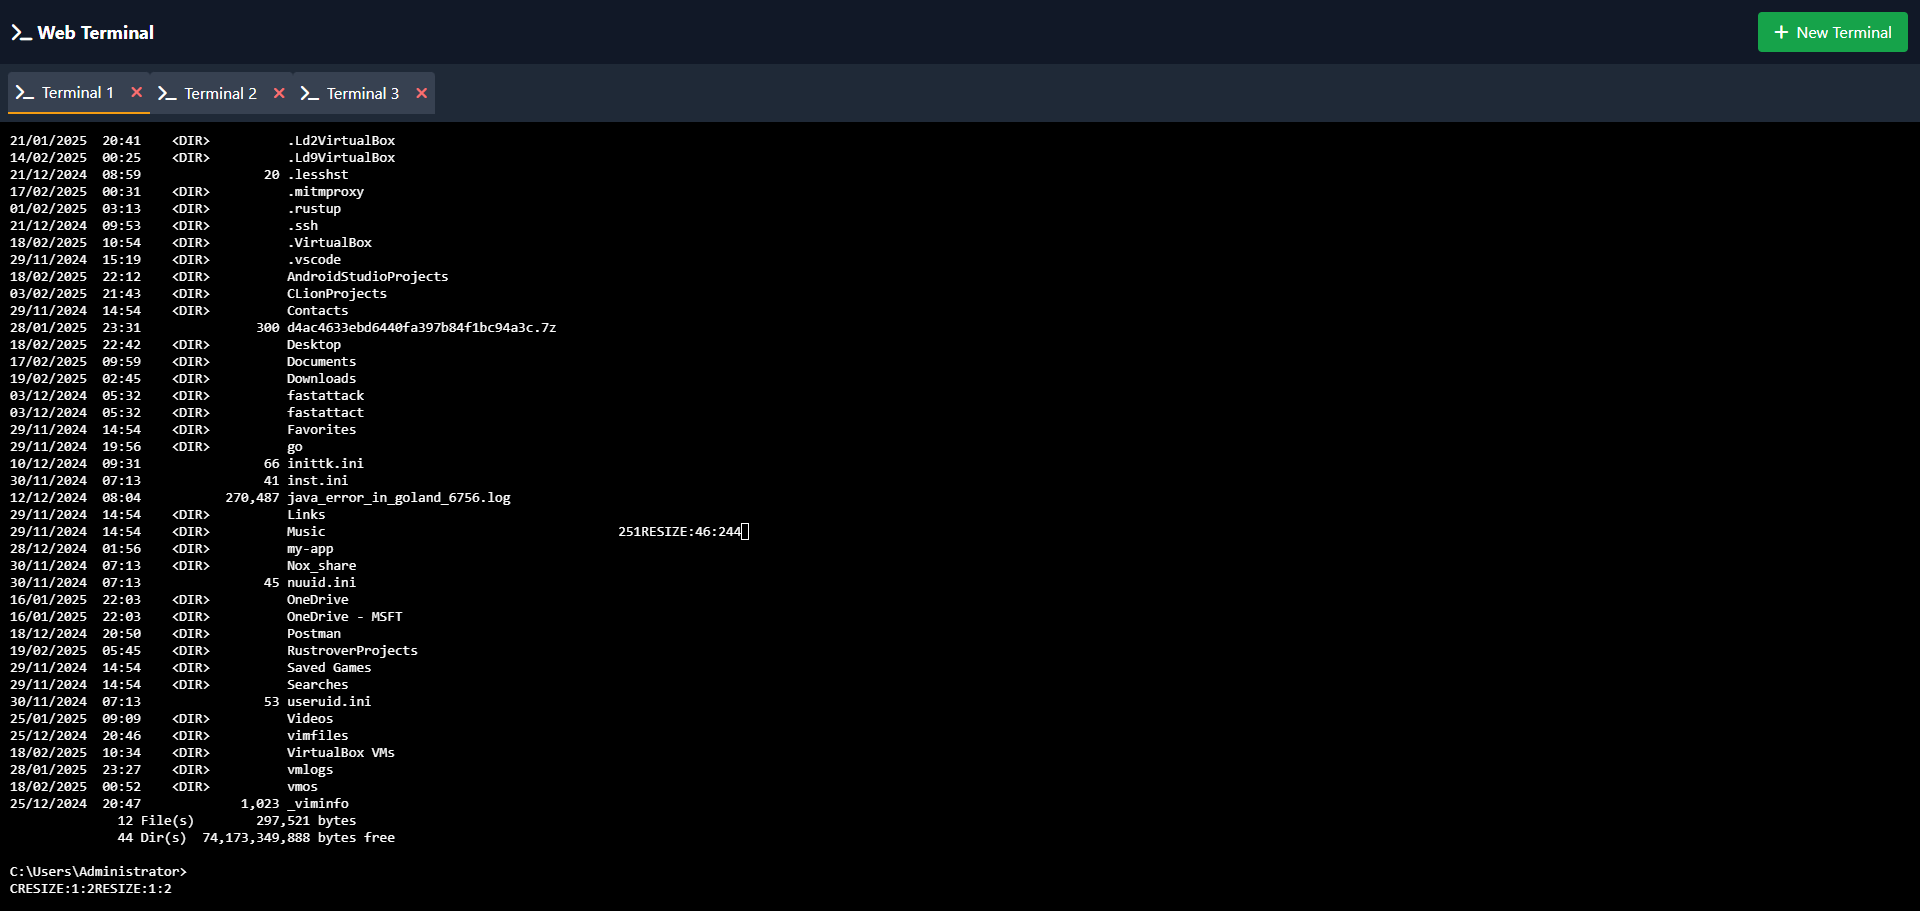 Web Terminal
+ New Terminal
Terminal 1 × Terminal 2 × Terminal 3 ×
21/01/2025  20:41    <DIR>          .Ld2VirtualBox
14/02/2025  00:25    <DIR>          .Ld9VirtualBox
21/12/2024  08:59                20 .lesshst
17/02/2025  00:31    <DIR>          .mitmproxy
01/02/2025  03:13    <DIR>          .rustup
21/12/2024  09:53    <DIR>          .ssh
18/02/2025  10:54    <DIR>          .VirtualBox
29/11/2024  15:19    <DIR>          .vscode
18/02/2025  22:12    <DIR>          AndroidStudioProjects
03/02/2025  21:43    <DIR>          CLionProjects
29/11/2024  14:54    <DIR>          Contacts
28/01/2025  23:31               300 d4ac4633ebd6440fa397b84f1bc94a3c.7z
18/02/2025  22:42    <DIR>          Desktop
17/02/2025  09:59    <DIR>          Documents
19/02/2025  02:45    <DIR>          Downloads
03/12/2024  05:32    <DIR>          fastattack
03/12/2024  05:32    <DIR>          fastattact
29/11/2024  14:54    <DIR>          Favorites
29/11/2024  19:56    <DIR>          go
10/12/2024  09:31                66 inittk.ini
30/11/2024  07:13                41 inst.ini
12/12/2024  08:04           270,487 java_error_in_goland_6756.log
29/11/2024  14:54    <DIR>          Links
29/11/2024  14:54    <DIR>          Music                                      251RESIZE:46:244
28/12/2024  01:56    <DIR>          my-app
30/11/2024  07:13    <DIR>          Nox_share
30/11/2024  07:13                45 nuuid.ini
16/01/2025  22:03    <DIR>          OneDrive
16/01/2025  22:03    <DIR>          OneDrive - MSFT
18/12/2024  20:50    <DIR>          Postman
19/02/2025  05:45    <DIR>          RustroverProjects
29/11/2024  14:54    <DIR>          Saved Games
29/11/2024  14:54    <DIR>          Searches
30/11/2024  07:13                53 useruid.ini
25/01/2025  09:09    <DIR>          Videos
25/12/2024  20:46    <DIR>          vimfiles
18/02/2025  10:34    <DIR>          VirtualBox VMs
28/01/2025  23:27    <DIR>          vmlogs
18/02/2025  00:52    <DIR>          vmos
25/12/2024  20:47             1,023 _viminfo
12 File(s)        297,521 bytes
44 Dir(s)  74,173,349,888 bytes free
C:\Users\Administrator>
CRESIZE:1:2RESIZE:1:2